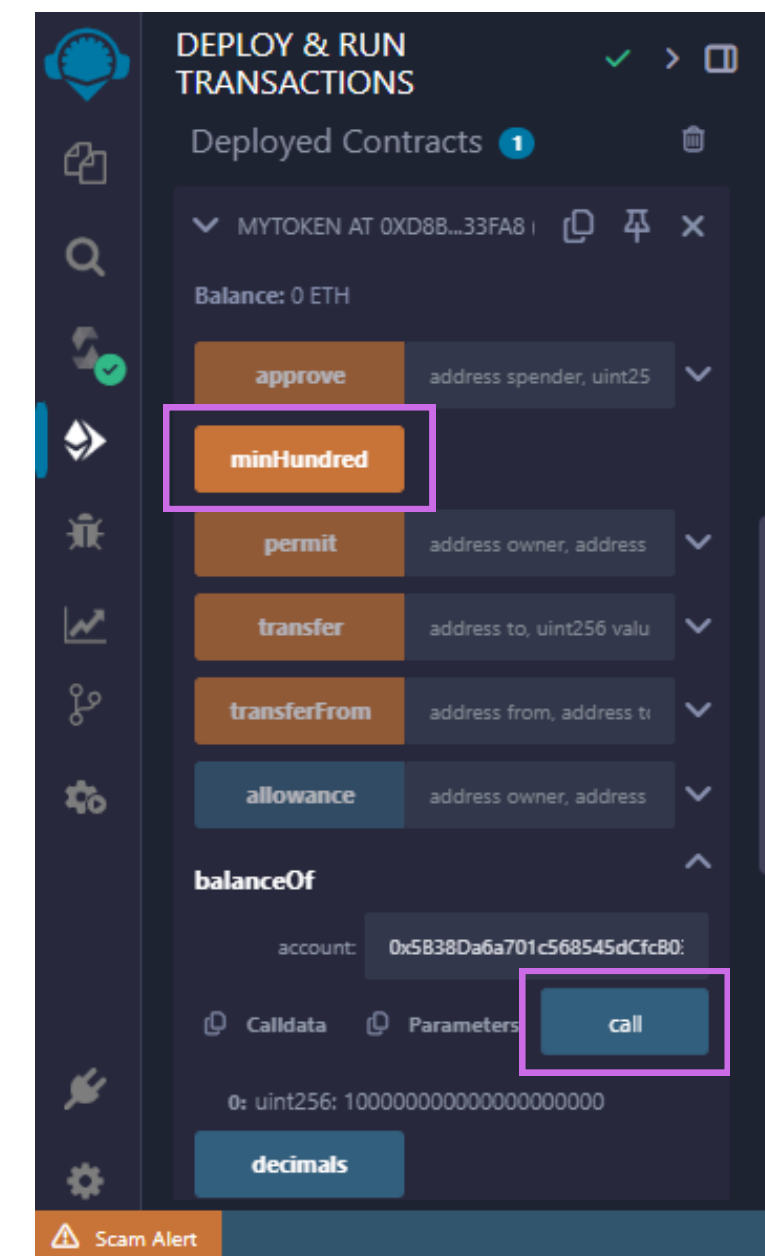 DEPLOY & RUN
TRANSACTIONS
Deployed Contracts 1
MYTOKEN AT 0XD8B...33FA8 (
Balance: 0 ETH
approve address spender, uint25
minHundred
permit address owner, address
transfer address to, uint256 valu
transferFrom address from, address to
allowance address owner, address
balanceOf
account: 0x5B38Da6a701c568545dCfcB03
Calldata Parameters call
0: uint256: 100000000000000000000
decimals
Scam Alert